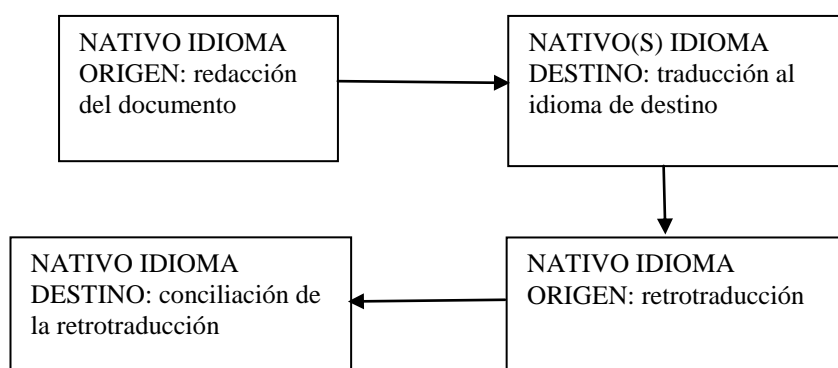 NATIVO IDIOMA
ORIGEN: redacción
del documento
NATIVO(S) IDIOMA
DESTINO: traducción al
idioma de destino
NATIVO IDIOMA
ORIGEN: retrotraducción
NATIVO IDIOMA
DESTINO: conciliación de
la retrotraducción